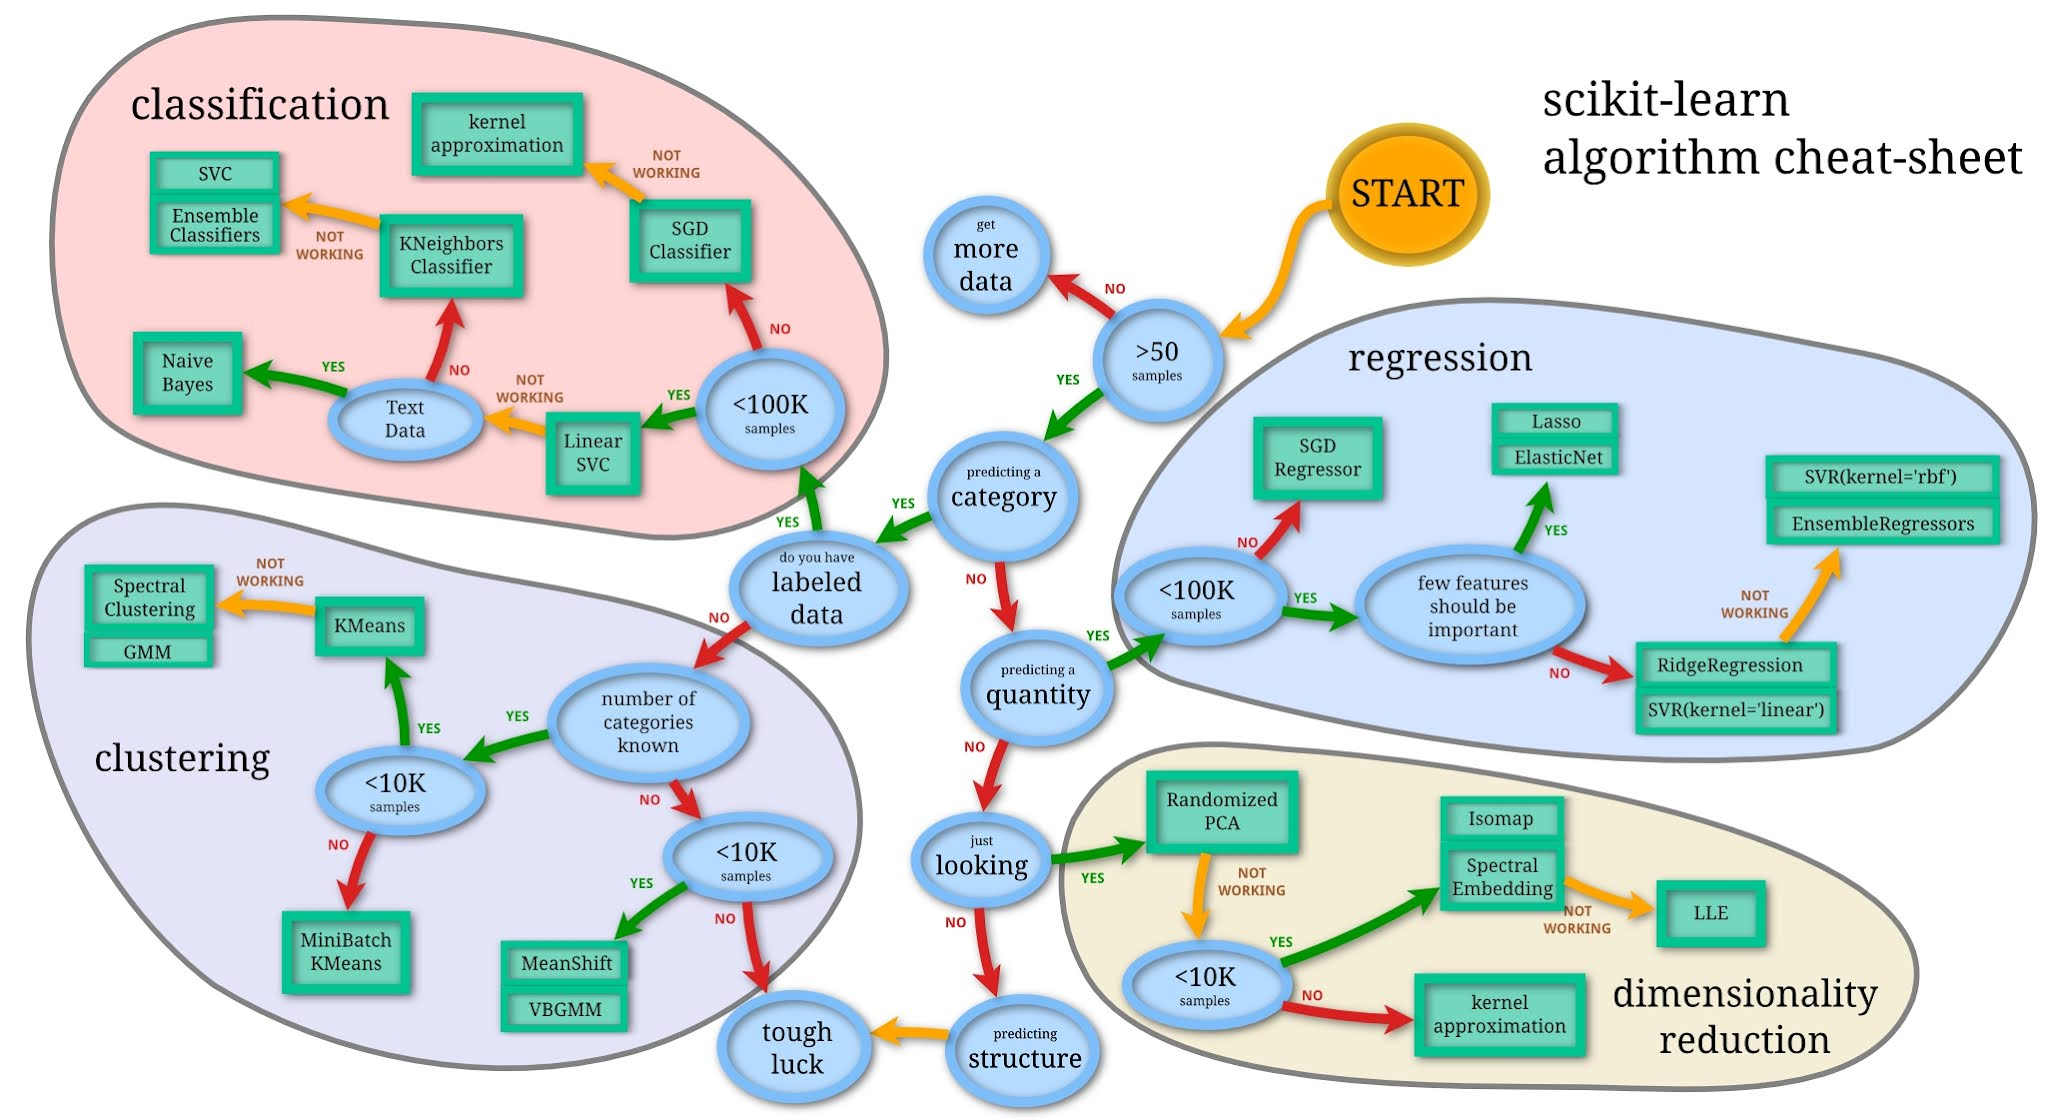 scikit-learn
algorithm cheat-sheet
START
>50
samples
NO
get
more
data
YES
predicting a
category
YES
do you have
labeled
data
YES
NO
NO
predicting a
quantity
YES
NO
just
looking
YES
NO
predicting
structure
tough
luck
classification
<100K
samples
NO
SGD
Classifier
NOT
WORKING
kernel
approximation
YES
Linear
SVC
NOT
WORKING
Text
Data
YES
Naive
Bayes
NO
KNeighbors
Classifier
NOT
WORKING
SVC
Ensemble
Classifiers
clustering
number of
categories
known
YES
<10K
samples
YES
KMeans
NOT
WORKING
Spectral
Clustering
GMM
NO
MiniBatch
KMeans
NO
<10K
samples
YES
MeanShift
VBGMM
NO
regression
<100K
samples
NO
SGD
Regressor
YES
few features
should be
important
YES
Lasso
ElasticNet
NO
RidgeRegression
SVR(kernel='linear')
NOT
WORKING
SVR(kernel='rbf')
EnsembleRegressors
dimensionality
reduction
Randomized
PCA
NOT
WORKING
<10K
samples
YES
Isomap
Spectral
Embedding
NOT
WORKING
LLE
NO
kernel
approximation